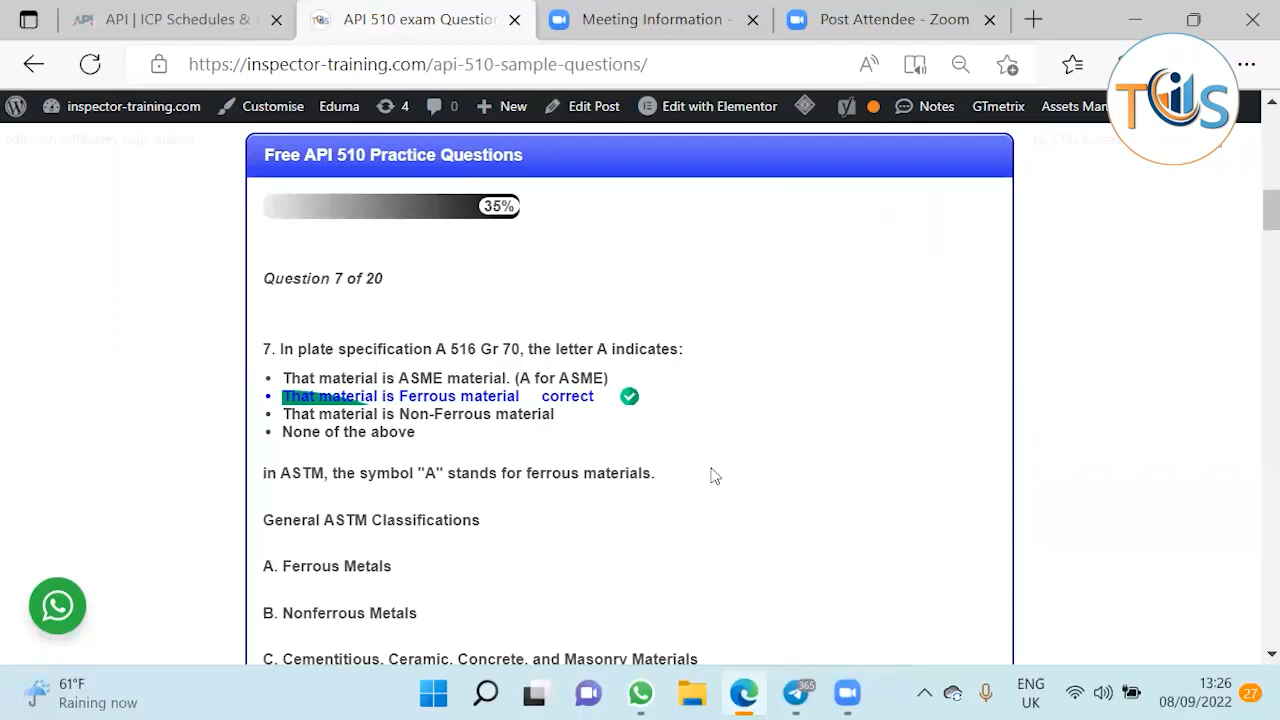 API | ICP Schedules &
API 510 exam Question
Meeting Information -
Post Attendee - Zoom
https://inspector-training.com/api-510-sample-questions/
inspector-training.com
Customise
Eduma
4
0
New
Edit Post
Edit with Elementor
Notes
GTmetrix
Assets Man
TIS
Free API 510 Practice Questions
35%
Question 7 of 20
7. In plate specification A 516 Gr 70, the letter A indicates:
• That material is ASME material. (A for ASME)
• That material is Ferrous material correct
• That material is Non-Ferrous material
• None of the above
in ASTM, the symbol "A" stands for ferrous materials.
General ASTM Classifications
A. Ferrous Metals
B. Nonferrous Metals
C. Cementitious, Ceramic, Concrete, and Masonry Materials
61°F
Raining now
365
ENG
UK
13:26
08/09/2022
27